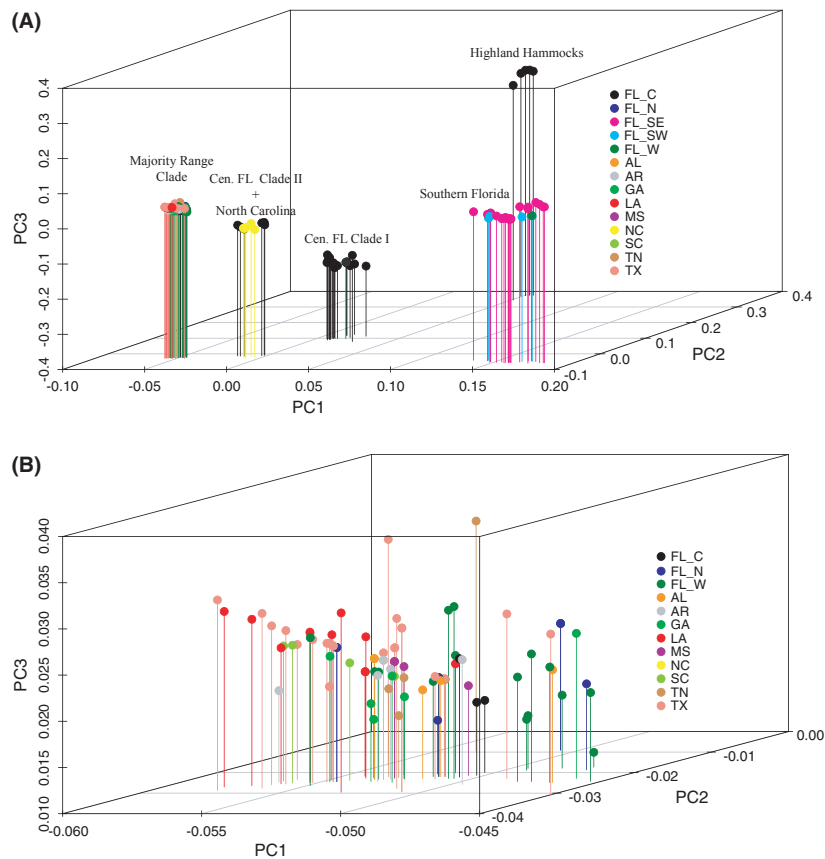 (A)
Highland Hammocks
Majority Range
Clade
Cen. FL Clade II
+
North Carolina
Cen. FL Clade I
Southern Florida
FL_C
FL_N
FL_SE
FL_SW
FL_W
AL
AR
GA
LA
MS
NC
SC
TN
TX
PC3
0.4
0.3
0.2
0.1
0.0
-0.1
-0.2
-0.3
-0.4
-0.10
-0.05
0.00
0.05
0.10
0.15
0.20
PC1
-0.1
0.0
0.1
0.2
0.3
0.4
PC2
(B)
FL_C
FL_N
FL_W
AL
AR
GA
LA
MS
NC
SC
TN
TX
PC3
0.040
0.035
0.030
0.025
0.020
0.015
0.010
-0.060
-0.055
-0.050
-0.045
PC1
-0.04
-0.03
-0.02
-0.01
0.00
PC2